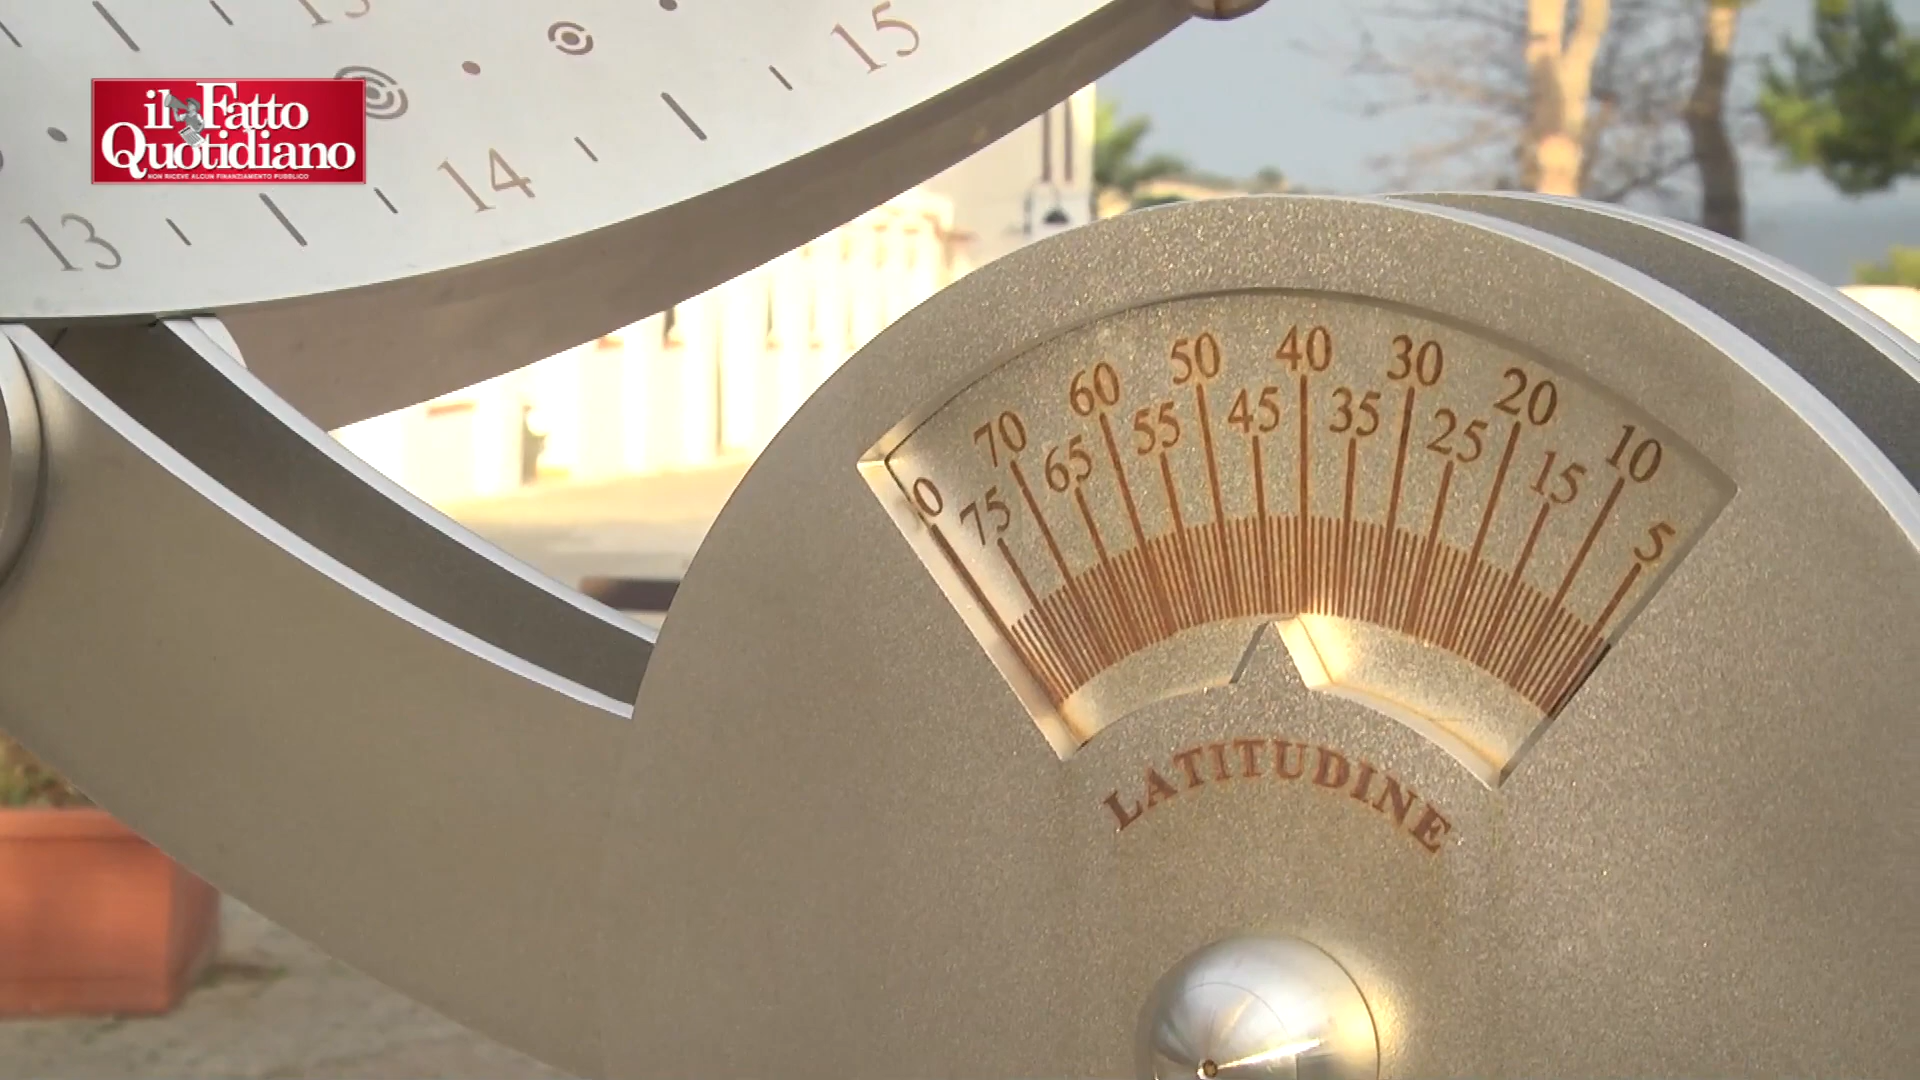 15
13
14
15
il Fatto
Quotidiano
NON RICEVE ALCUN FINANZIAMENTO PUBBLICO
70 60 50 40 30 20 10
0 75 65 55 45 35 25 15 5
LATITUDINE